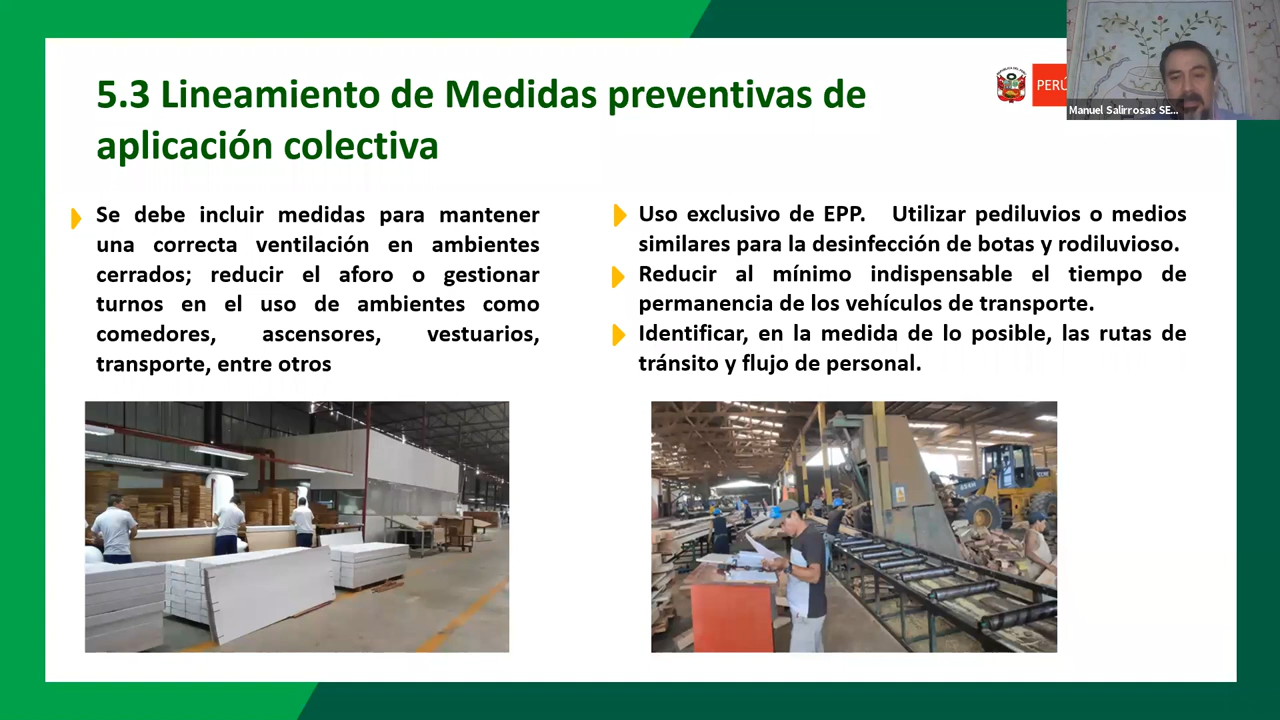 5.3 Lineamiento de Medidas preventivas de
aplicación colectiva
PERÚ
Manuel Salirrosas SE...
Se debe incluir medidas para mantener
una correcta ventilación en ambientes
cerrados; reducir el aforo o gestionar
turnos en el uso de ambientes como
comedores, ascensores, vestuarios,
transporte, entre otros
Uso exclusivo de EPP. Utilizar pediluvios o medios
similares para la desinfección de botas y rodiluvioso.
Reducir al mínimo indispensable el tiempo de
permanencia de los vehículos de transporte.
Identificar, en la medida de lo posible, las rutas de
tránsito y flujo de personal.